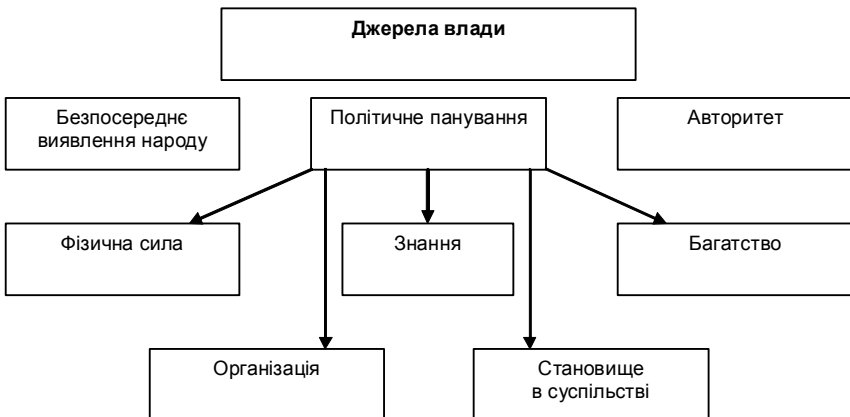 Джерела влади
Безпосереднє
виявлення народу
Політичне панування
Авторитет
Фізична сила
Знання
Багатство
Організація
Становище
в суспільстві